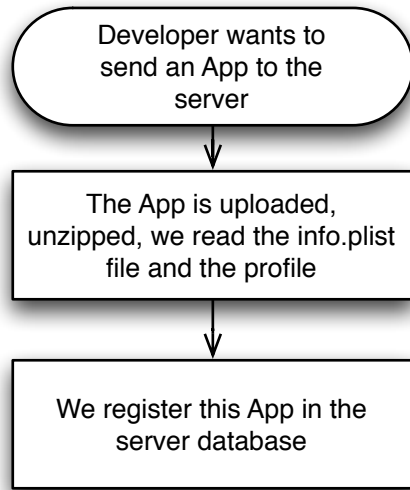 Developer wants to
send an App to the
server
The App is uploaded,
unzipped, we read the info.plist
file and the profile
We register this App in the
server database